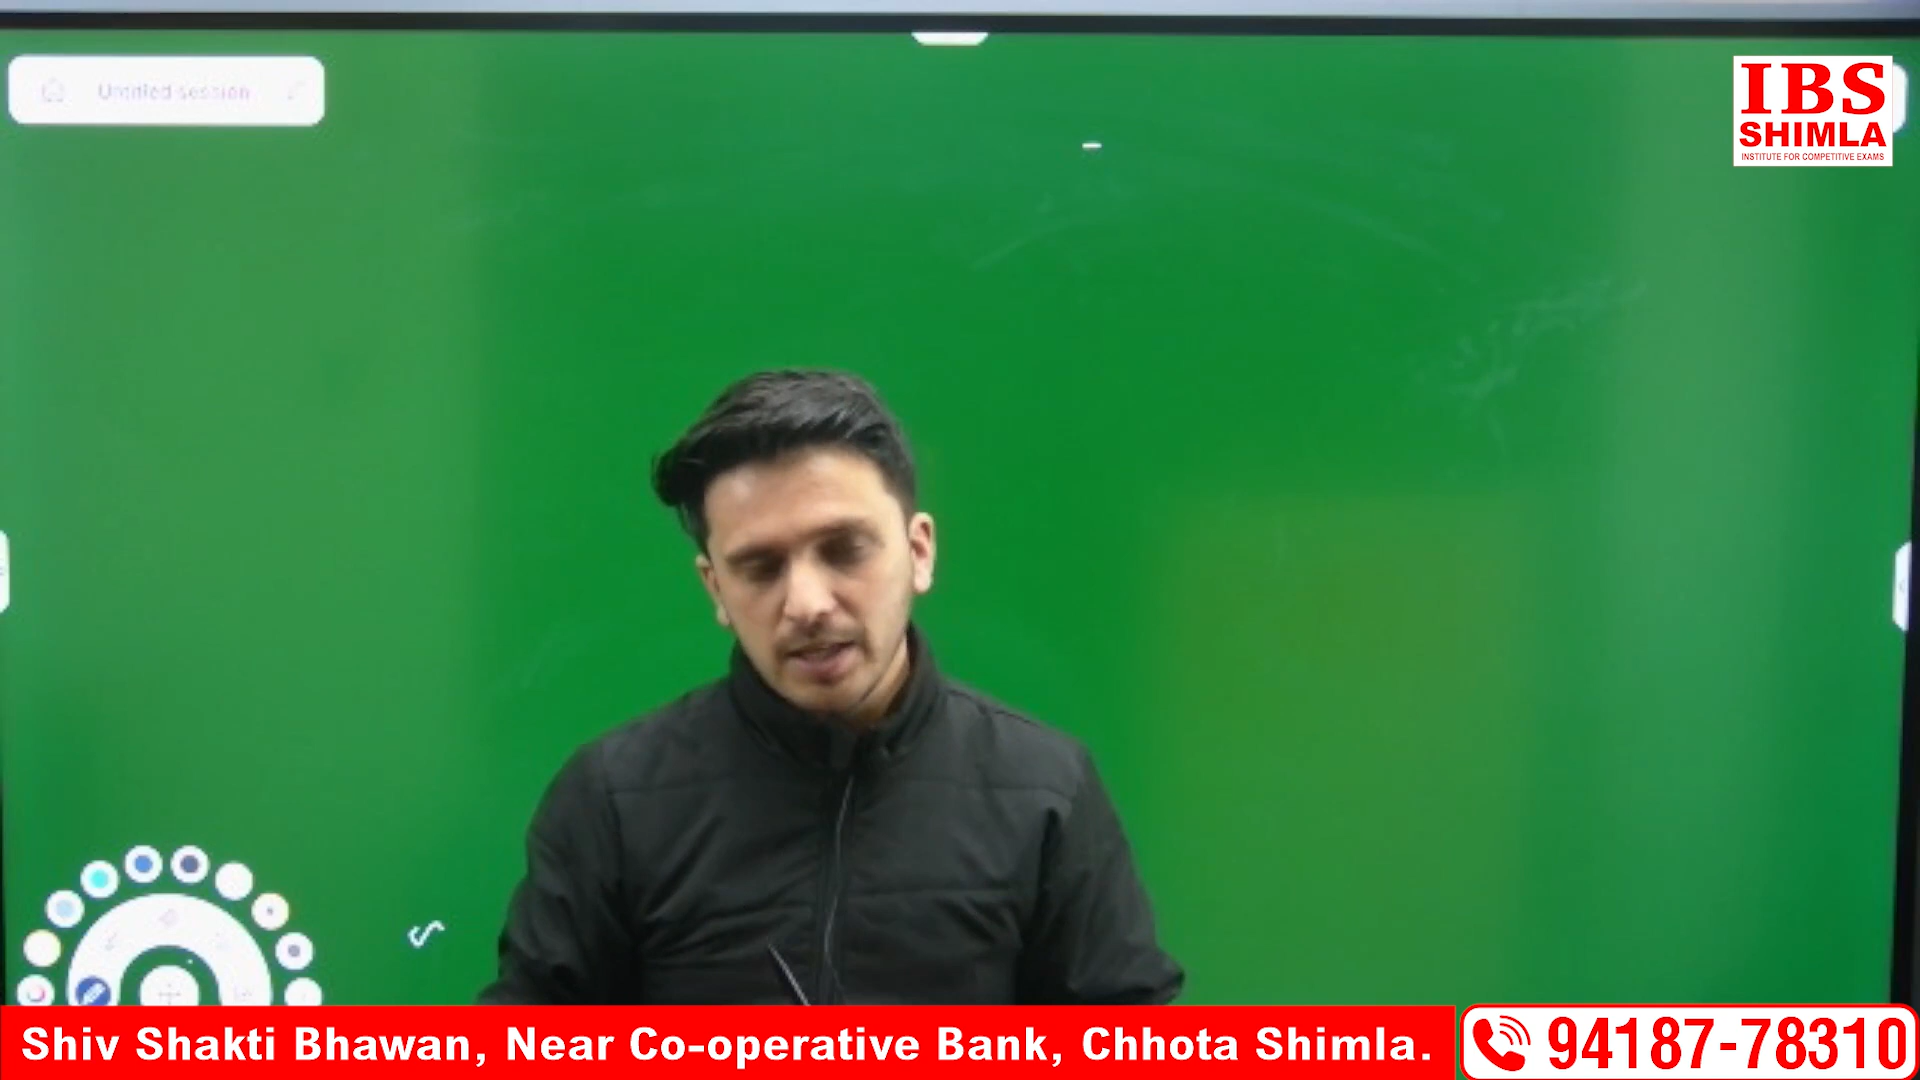 Untitled session
IBS
SHIMLA
INSTITUTE FOR COMPETITIVE EXAMS
Shiv Shakti Bhawan, Near Co-operative Bank, Chhota Shimla.
94187-78310